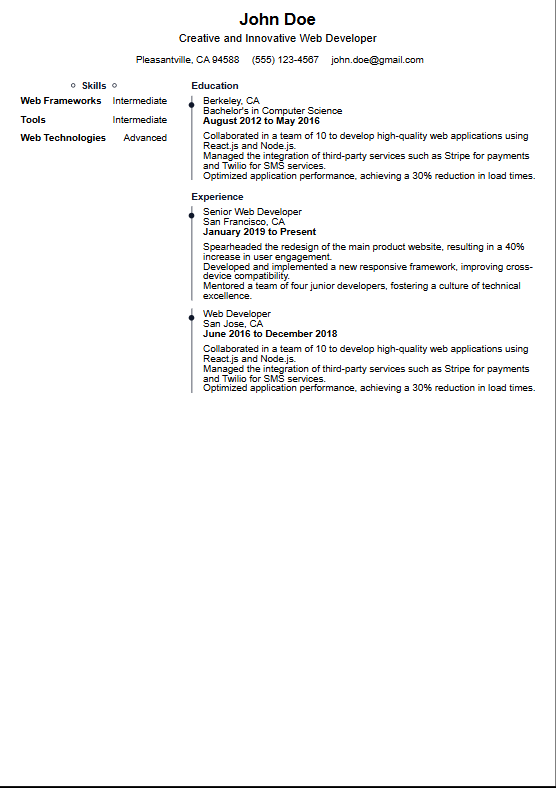 John Doe
Creative and Innovative Web Developer
Pleasantville, CA 94588 (555) 123-4567 john.doe@gmail.com
Skills
Web Frameworks Intermediate
Tools Intermediate
Web Technologies Advanced
Education
Berkeley, CA
Bachelor's in Computer Science
August 2012 to May 2016
Collaborated in a team of 10 to develop high-quality web applications using
React.js and Node.js.
Managed the integration of third-party services such as Stripe for payments
and Twilio for SMS services.
Optimized application performance, achieving a 30% reduction in load times.
Experience
Senior Web Developer
San Francisco, CA
January 2019 to Present
Spearheaded the redesign of the main product website, resulting in a 40%
increase in user engagement.
Developed and implemented a new responsive framework, improving cross-
device compatibility.
Mentored a team of four junior developers, fostering a culture of technical
excellence.
Web Developer
San Jose, CA
June 2016 to December 2018
Collaborated in a team of 10 to develop high-quality web applications using
React.js and Node.js.
Managed the integration of third-party services such as Stripe for payments
and Twilio for SMS services.
Optimized application performance, achieving a 30% reduction in load times.